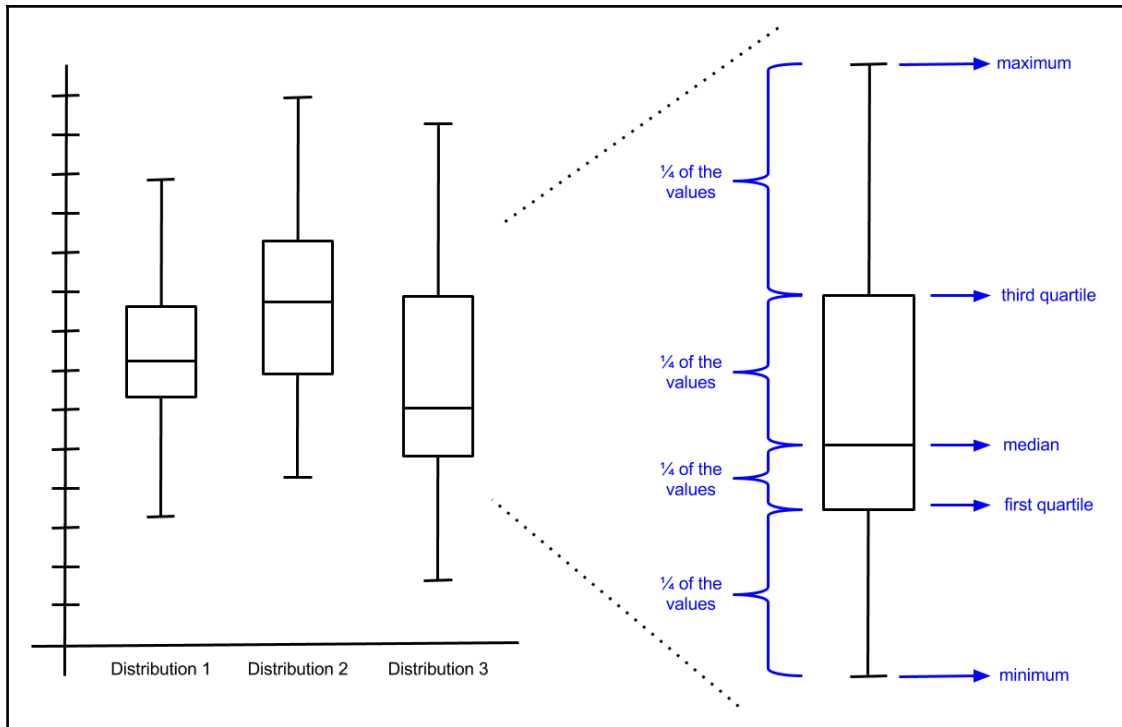 maximum
¼ of the
values
third quartile
¼ of the
values
median
¼ of the
values
first quartile
¼ of the
values
minimum
Distribution 1
Distribution 2
Distribution 3